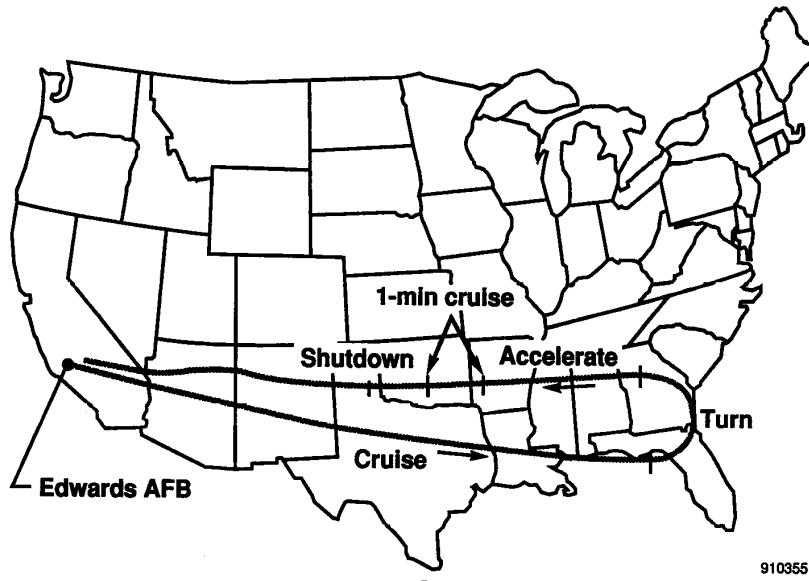 1-min cruise
Shutdown
Accelerate
Turn
Cruise
Edwards AFB
910355